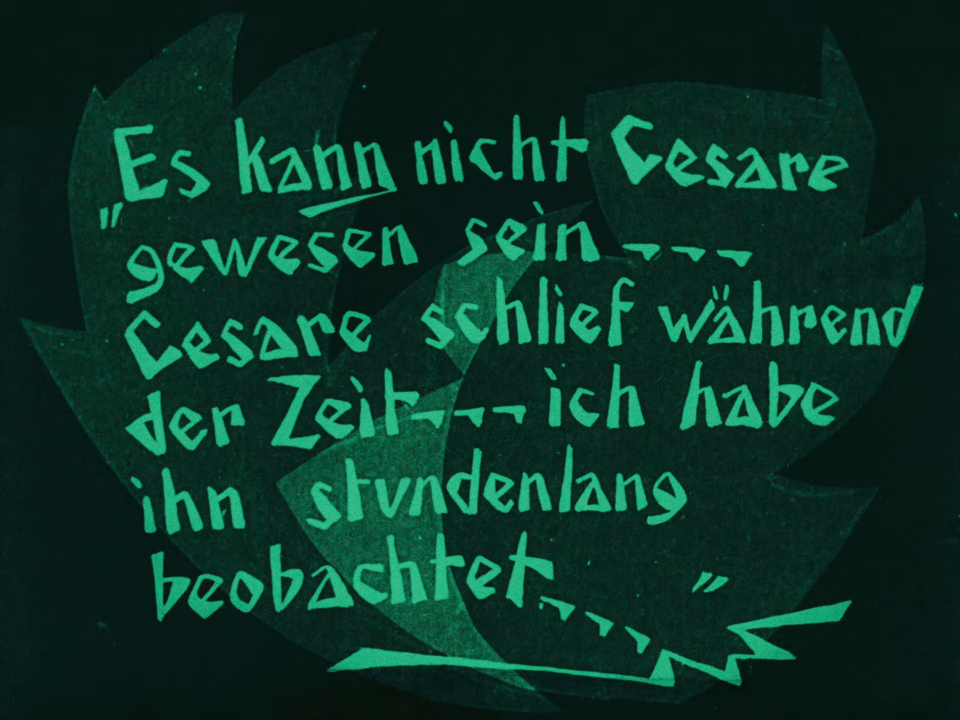 „Es kann nicht Cesare
gewesen sein ---
Cesare schlief während
der Zeit --- ich habe
ihn stundenlang
beobachtet --- "